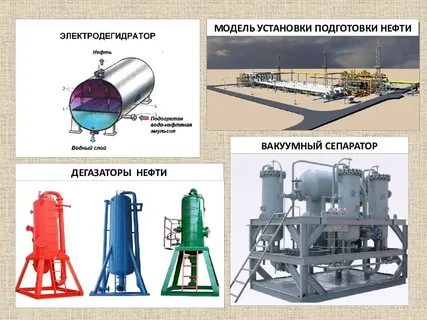 ЭЛЕКТРОДЕГИДРАТОР
Нефть
Подогретая
водо-нефтяная
эмульсия
Водный слой
МОДЕЛЬ УСТАНОВКИ ПОДГОТОВКИ НЕФТИ
ДЕГАЗАТОРЫ НЕФТИ
ВАКУУМНЫЙ СЕПАРАТОР